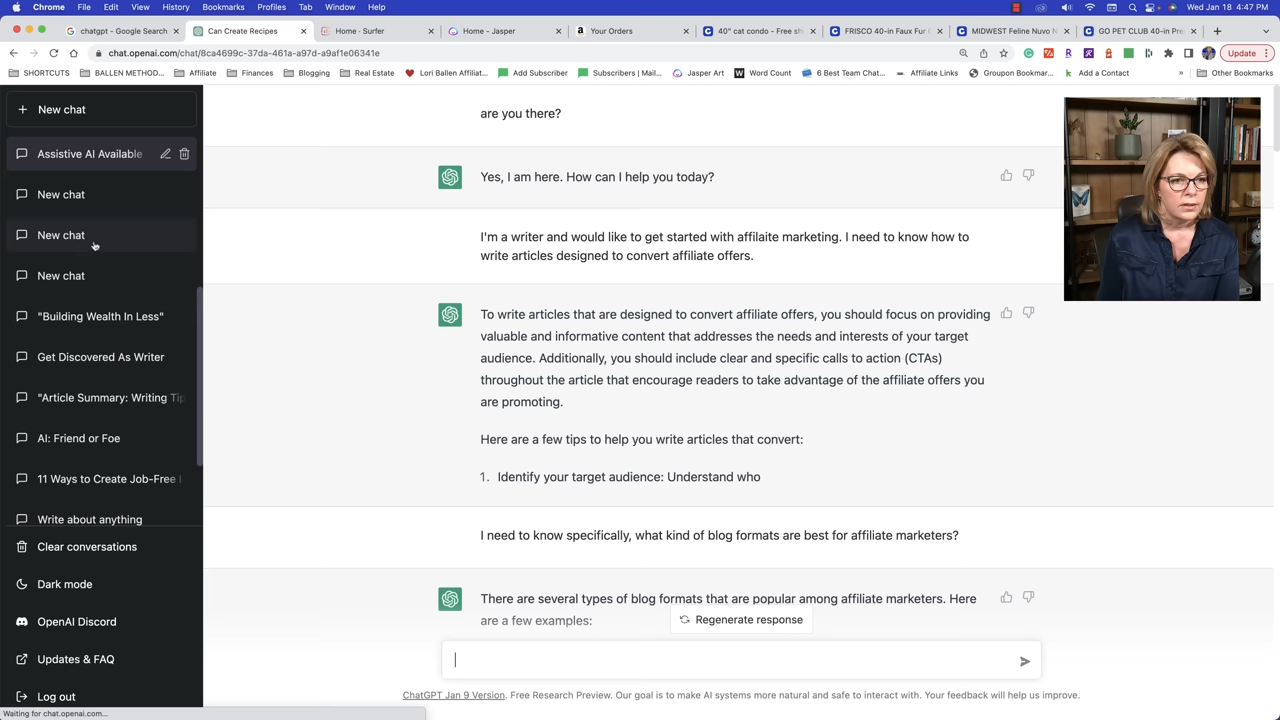 Chrome File Edit View History Bookmarks Profiles Tab Window Help Wed Jan 18 4:47 PM
chatgpt - Google Search Can Create Recipes Home · Surfer Home - Jasper Your Orders 40" cat condo - Free sh FRISCO 40-in Faux Fur MIDWEST Feline Nuvo N GO PET CLUB 40-in Pre
chat.openai.com/chat/8ca4699c-37da-461a-a97d-a9af1e06341e Update
SHORTCUTS BALLEN METHOD... Affiliate Finances Blogging Real Estate Lori Ballen Affiliat... Add Subscriber Subscribers | Mail... Jasper Art Word Count 6 Best Team Chat... Affiliate Links Groupon Bookmar... Add a Contact » Other Bookmarks
New chat
Assistive AI Available
New chat
New chat
New chat
"Building Wealth In Less"
Get Discovered As Writer
"Article Summary: Writing Tip
AI: Friend or Foe
11 Ways to Create Job-Free
Write about anything
Clear conversations
Dark mode
OpenAI Discord
Updates & FAQ
Log out
Waiting for chat.openai.com...
are you there?
Yes, I am here. How can I help you today?
I'm a writer and would like to get started with affilaite marketing. I need to know how to
write articles designed to convert affiliate offers.
To write articles that are designed to convert affiliate offers, you should focus on providing
valuable and informative content that addresses the needs and interests of your target
audience. Additionally, you should include clear and specific calls to action (CTAs)
throughout the article that encourage readers to take advantage of the affiliate offers you
are promoting.
Here are a few tips to help you write articles that convert:
1. Identify your target audience: Understand who
I need to know specifically, what kind of blog formats are best for affiliate marketers?
There are several types of blog formats that are popular among affiliate marketers. Here
are a few examples:
Regenerate response
ChatGPT Jan 9 Version. Free Research Preview. Our goal is to make AI systems more natural and safe to interact with. Your feedback will help us improve.